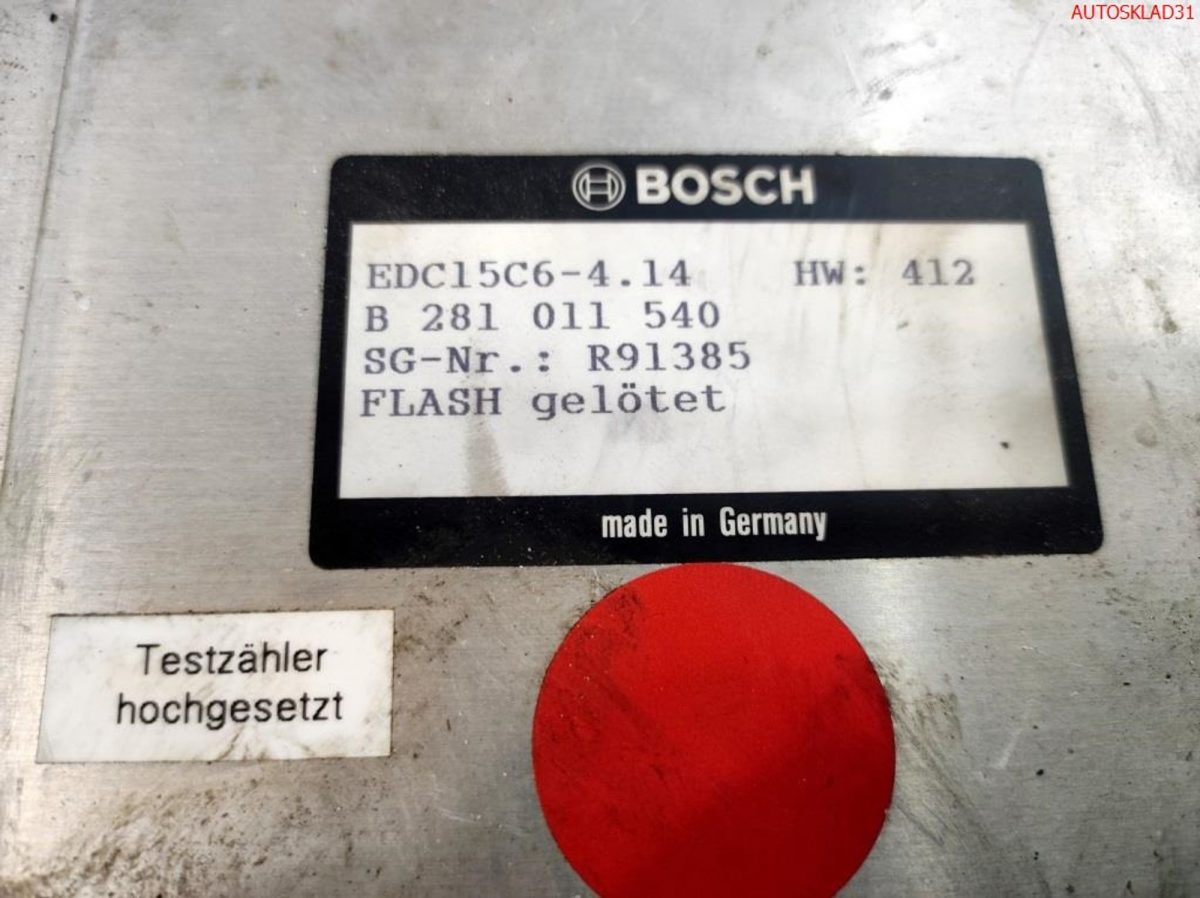 AUTOSKLAD31
BOSCH
EDC15C6-4.14 HW: 412
B 281 011 540
SG-Nr.: R91385
FLASH gelötet
made in Germany
Testzähler
hochgesetzt